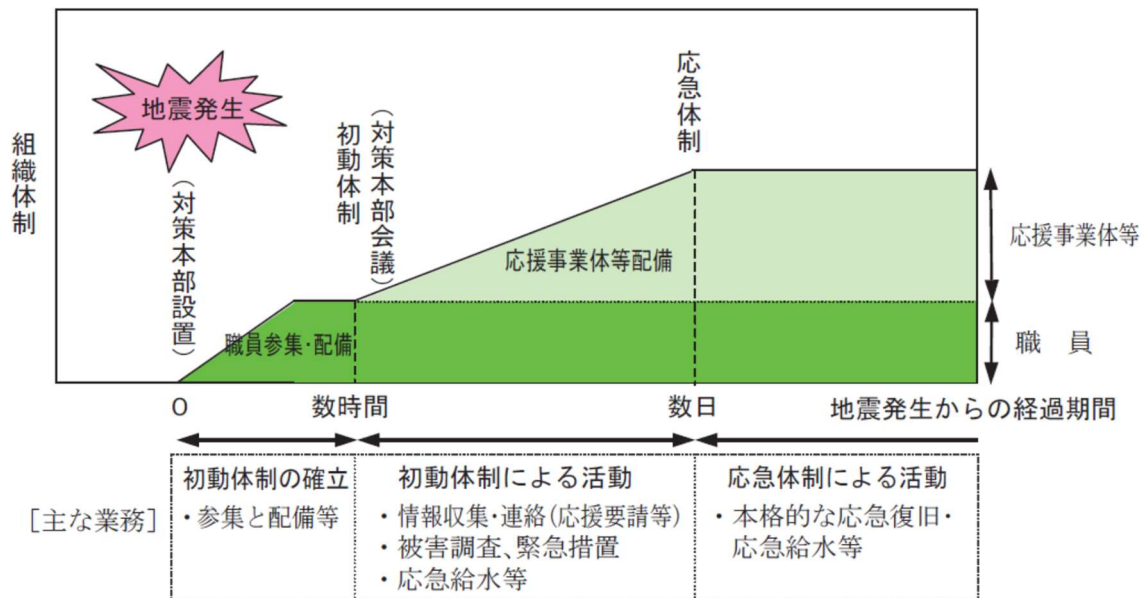 組織体制
地震発生
（対策本部設置）
初動体制
（対策本部会議）
応急体制
応援事業体等配備
職員参集・配備
応援事業体等
職　員
0
数時間
数日
地震発生からの経過期間
［主な業務］
初動体制の確立
・参集と配備等
初動体制による活動
・情報収集・連絡（応援要請等）
・被害調査、緊急措置
・応急給水等
応急体制による活動
・本格的な応急復旧・
応急給水等